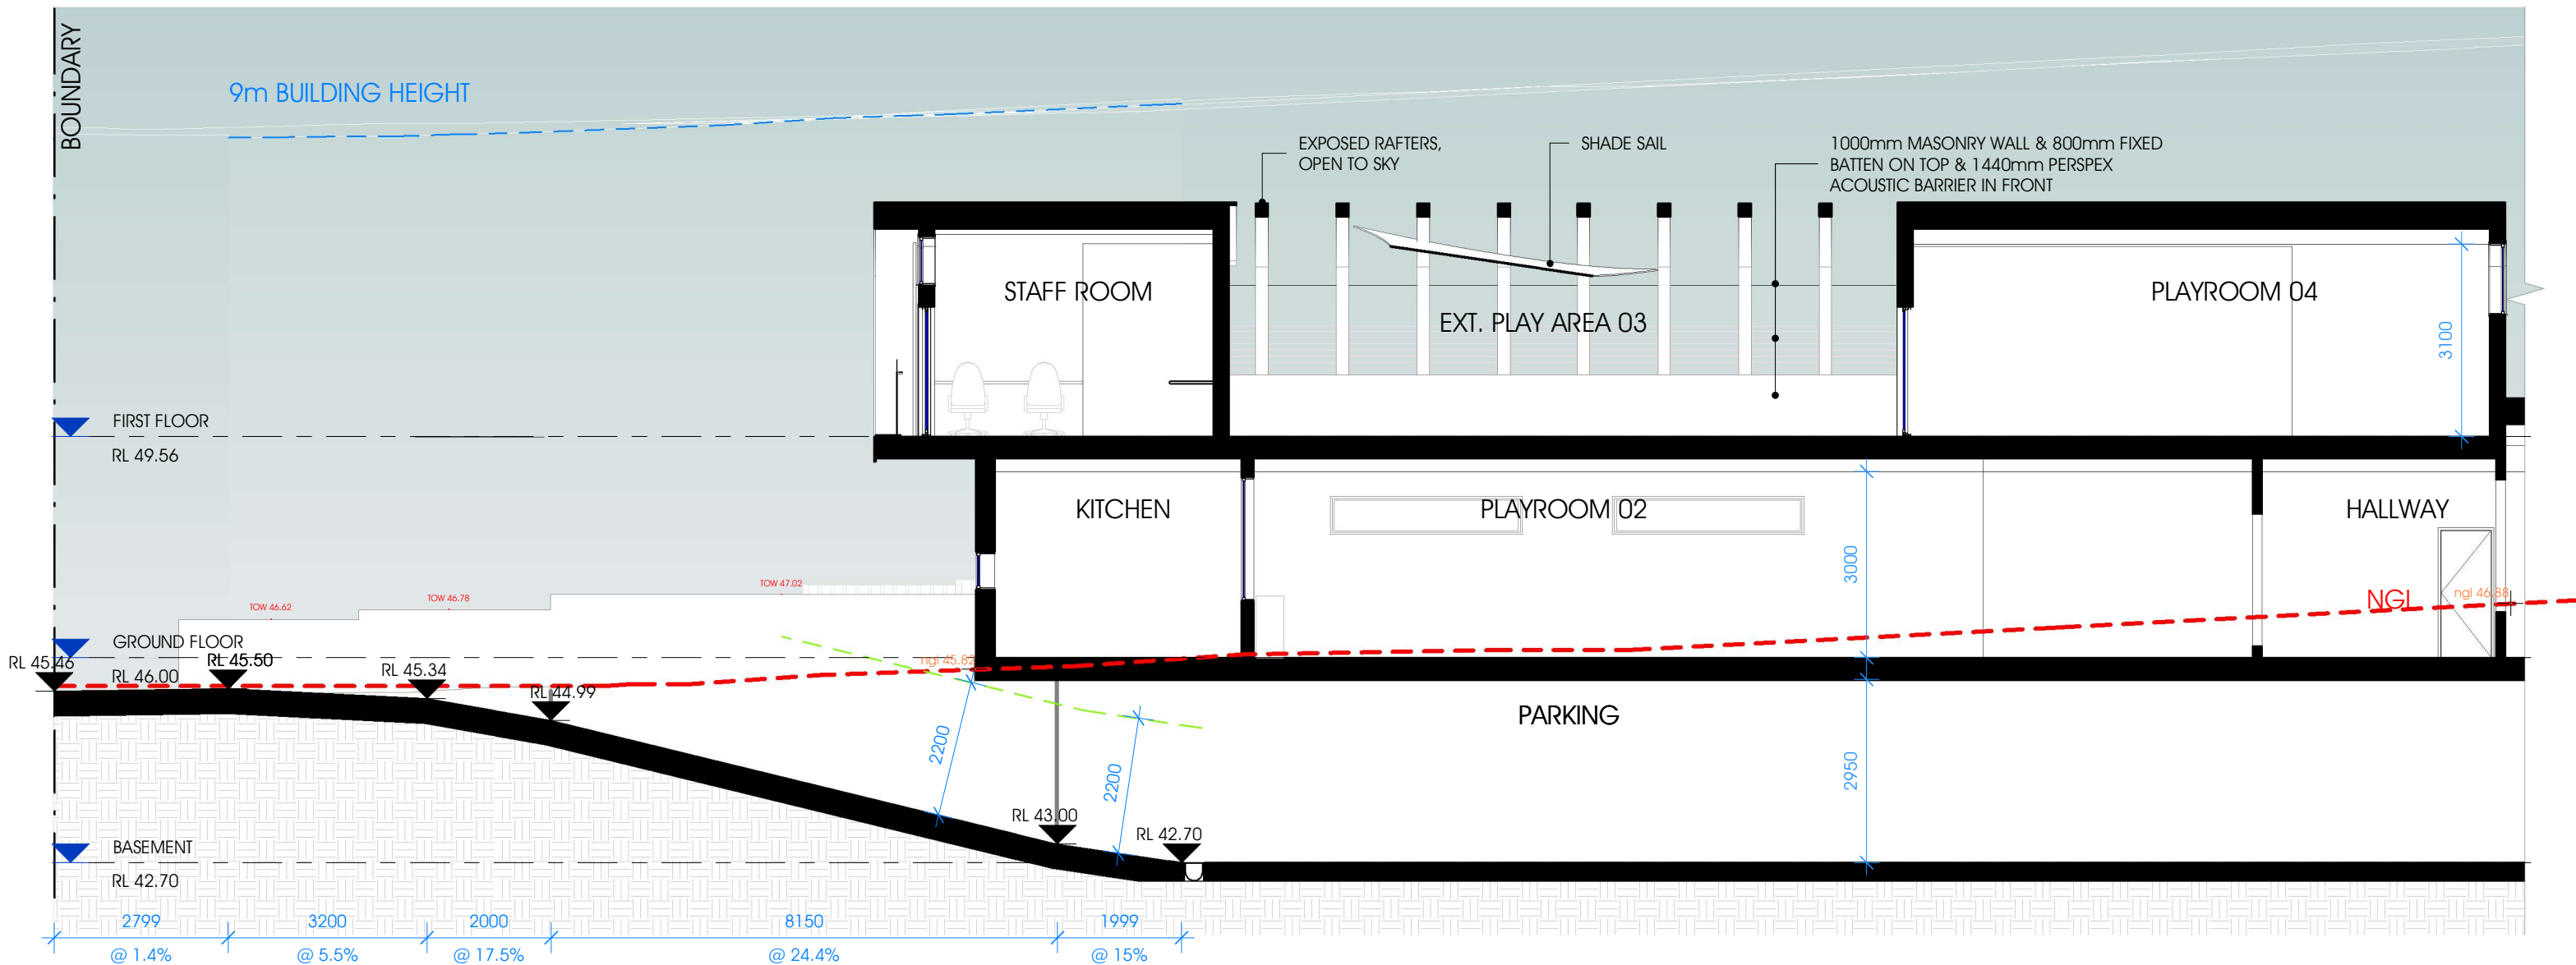 BOUNDARY
9m BUILDING HEIGHT
EXPOSED RAFTERS,
OPEN TO SKY
SHADE SAIL
1000mm MASONRY WALL & 800mm FIXED
BATTEN ON TOP & 1440mm PERSPEX
ACOUSTIC BARRIER IN FRONT
STAFF ROOM
EXT. PLAY AREA 03
PLAYROOM 04
3100
FIRST FLOOR
RL 49.56
KITCHEN
PLAYROOM 02
HALLWAY
3000
TOW 46.62
TOW 46.78
TOW 47.02
NGL
ngl 46.88
GROUND FLOOR
RL 46.00
RL 45.46
RL 45.50
RL 45.34
RL 44.99
ngl 45.82
PARKING
2200
2200
2950
RL 43.00
RL 42.70
BASEMENT
RL 42.70
2799
3200
2000
8150
1999
@ 1.4%
@ 5.5%
@ 17.5%
@ 24.4%
@ 15%